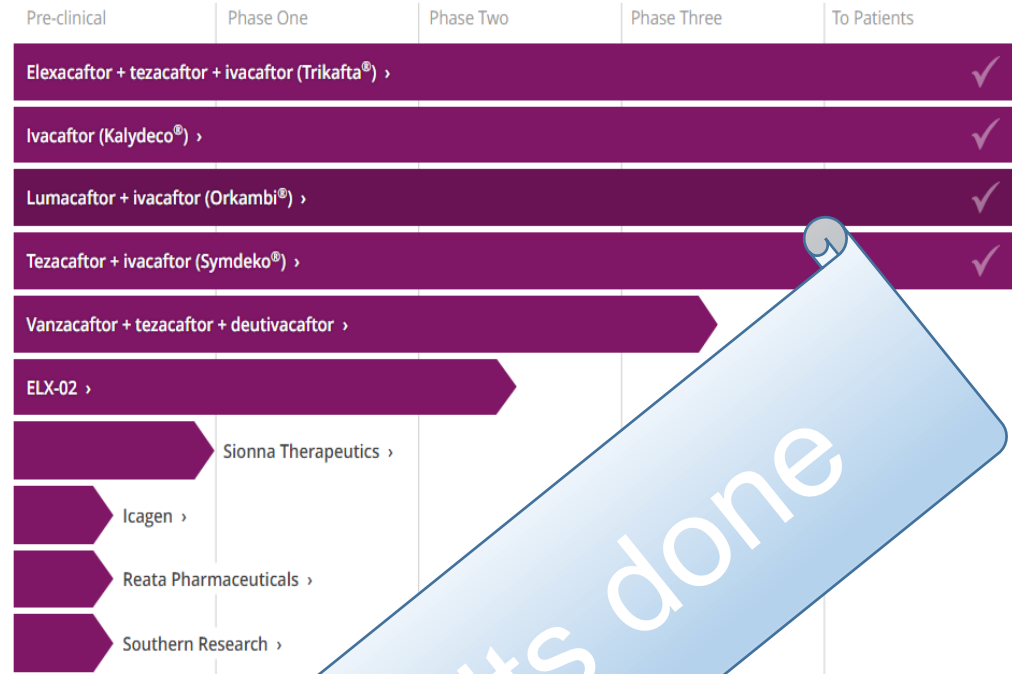 Pre-clinical Phase One Phase Two Phase Three To Patients
Elexacaftor + tezacaftor + ivacaftor (Trikafta®) ›
Ivacaftor (Kalydeco®) ›
Lumacaftor + ivacaftor (Orkambi®) ›
Tezacaftor + ivacaftor (Symdeko®) ›
Vanzacaftor + tezacaftor + deutivacaftor ›
ELX-02 ›
Sionna Therapeutics ›
Icagen ›
Reata Pharmaceuticals ›
Southern Research ›
done